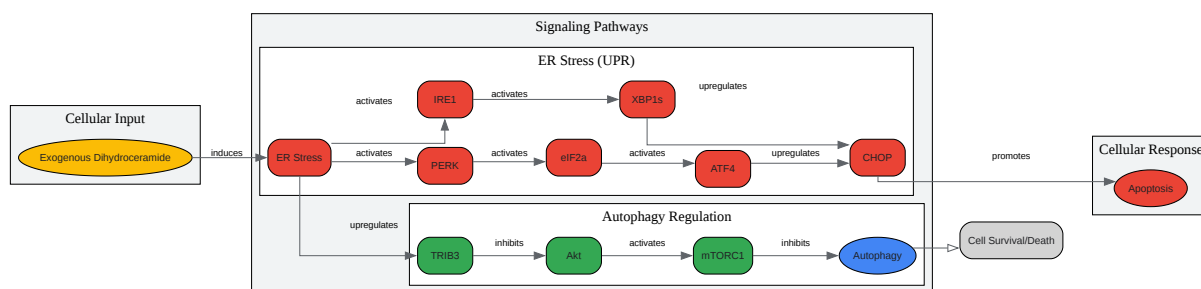 Signaling Pathways
ER Stress (UPR)
IRE1
XBP1s
activates
activates
upregulates
Cellular Input
Exogenous Dihydroceramide
induces
ER Stress
activates
PERK
activates
eIF2a
activates
ATF4
upregulates
CHOP
promotes
Cellular Response
Apoptosis
Autophagy Regulation
upregulates
TRIB3
inhibits
Akt
activates
mTORC1
inhibits
Autophagy
Cell Survival/Death